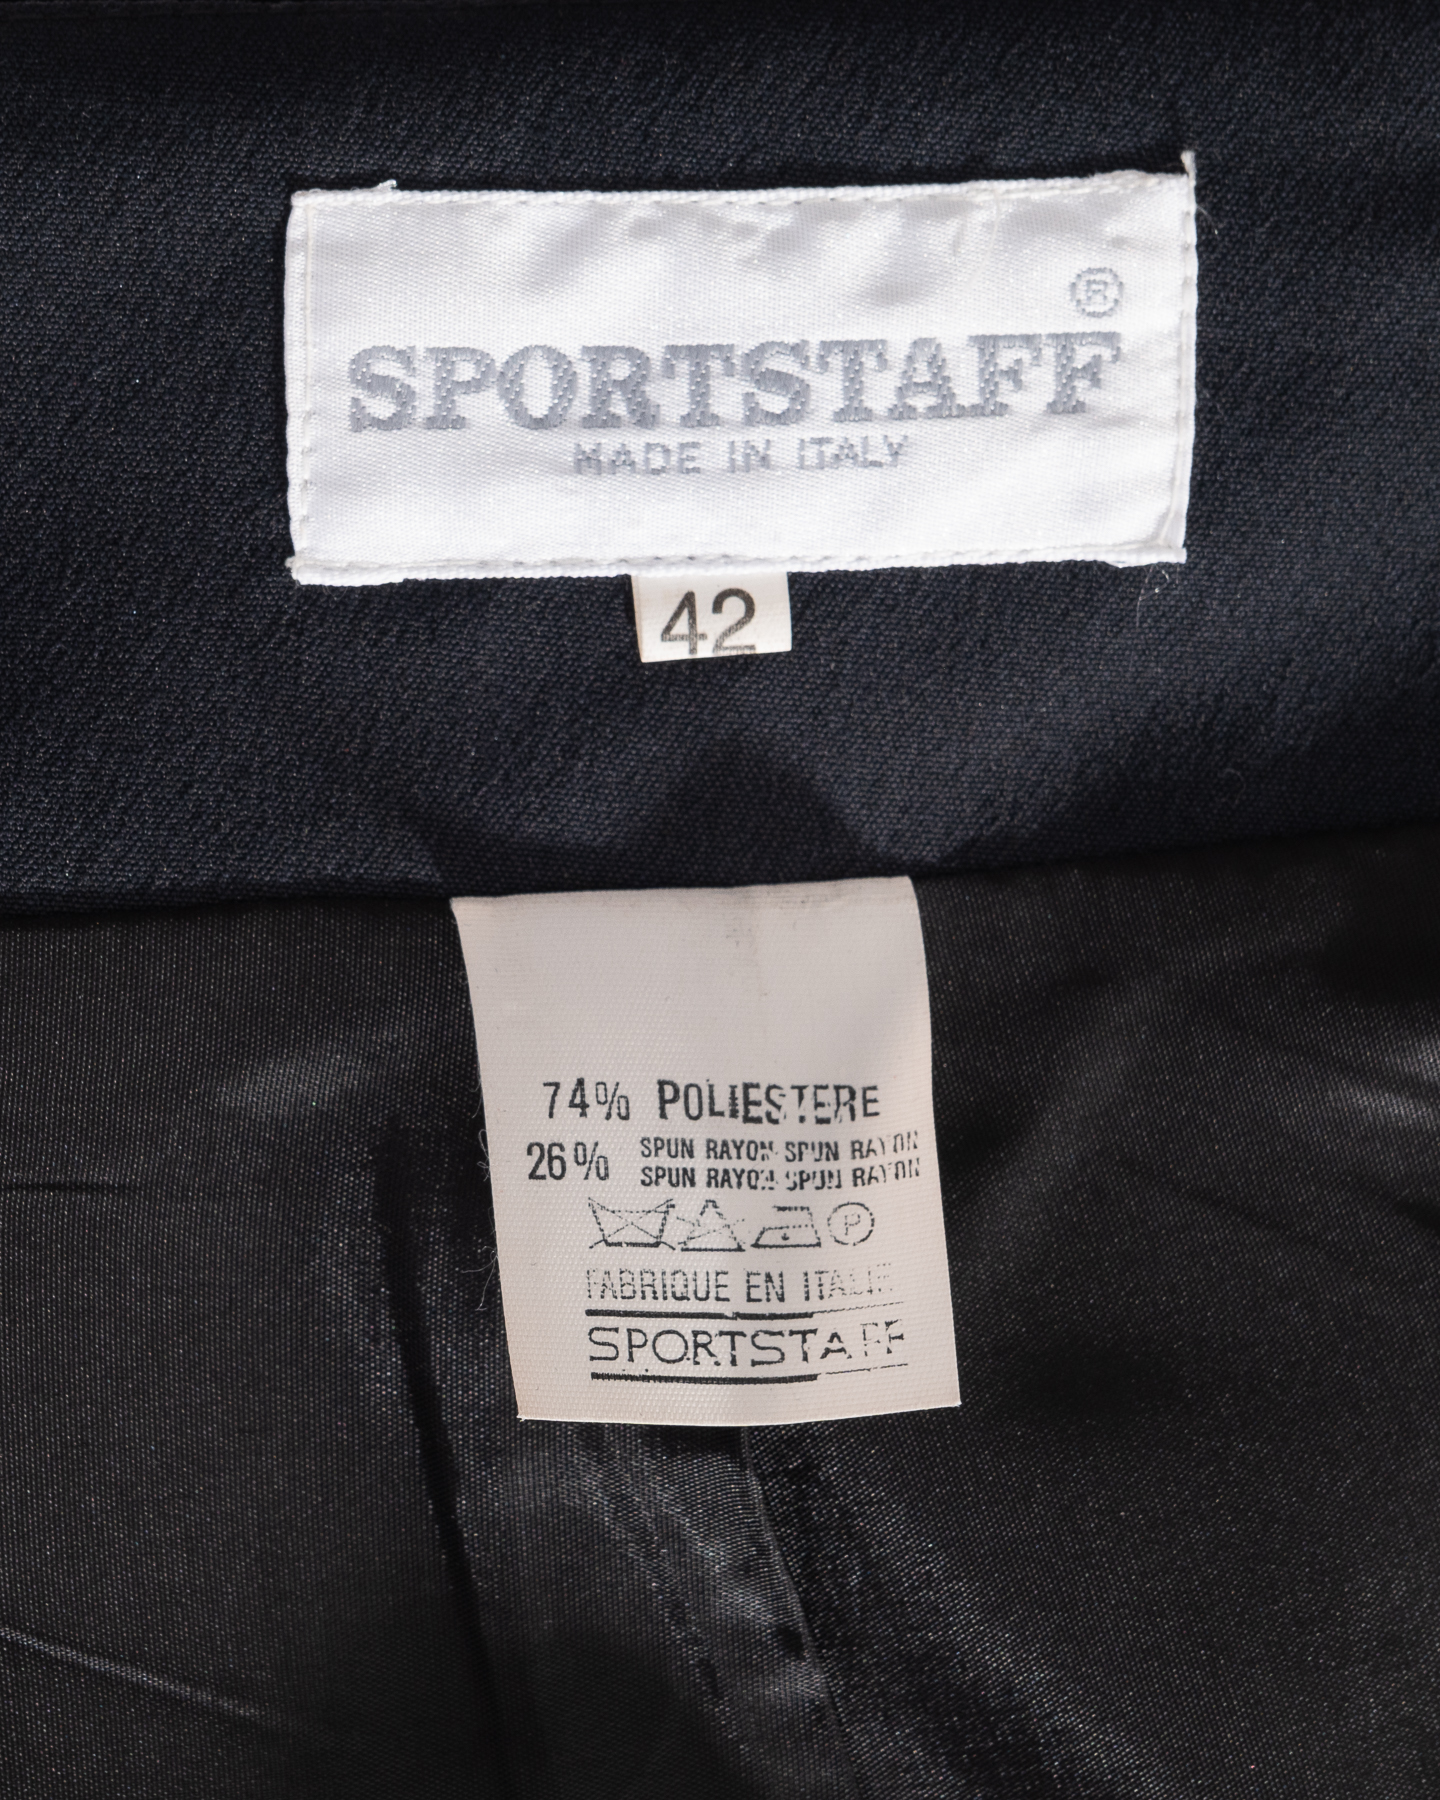 ®
SPORTSTAFF
MADE IN ITALY
42
74% POLIESTERE
26% SPUN RAYON·SPUN RAYON
SPUN RAYON·SPUN RAYON
P
FABRIQUE EN ITALIE
SPORTSTAFF